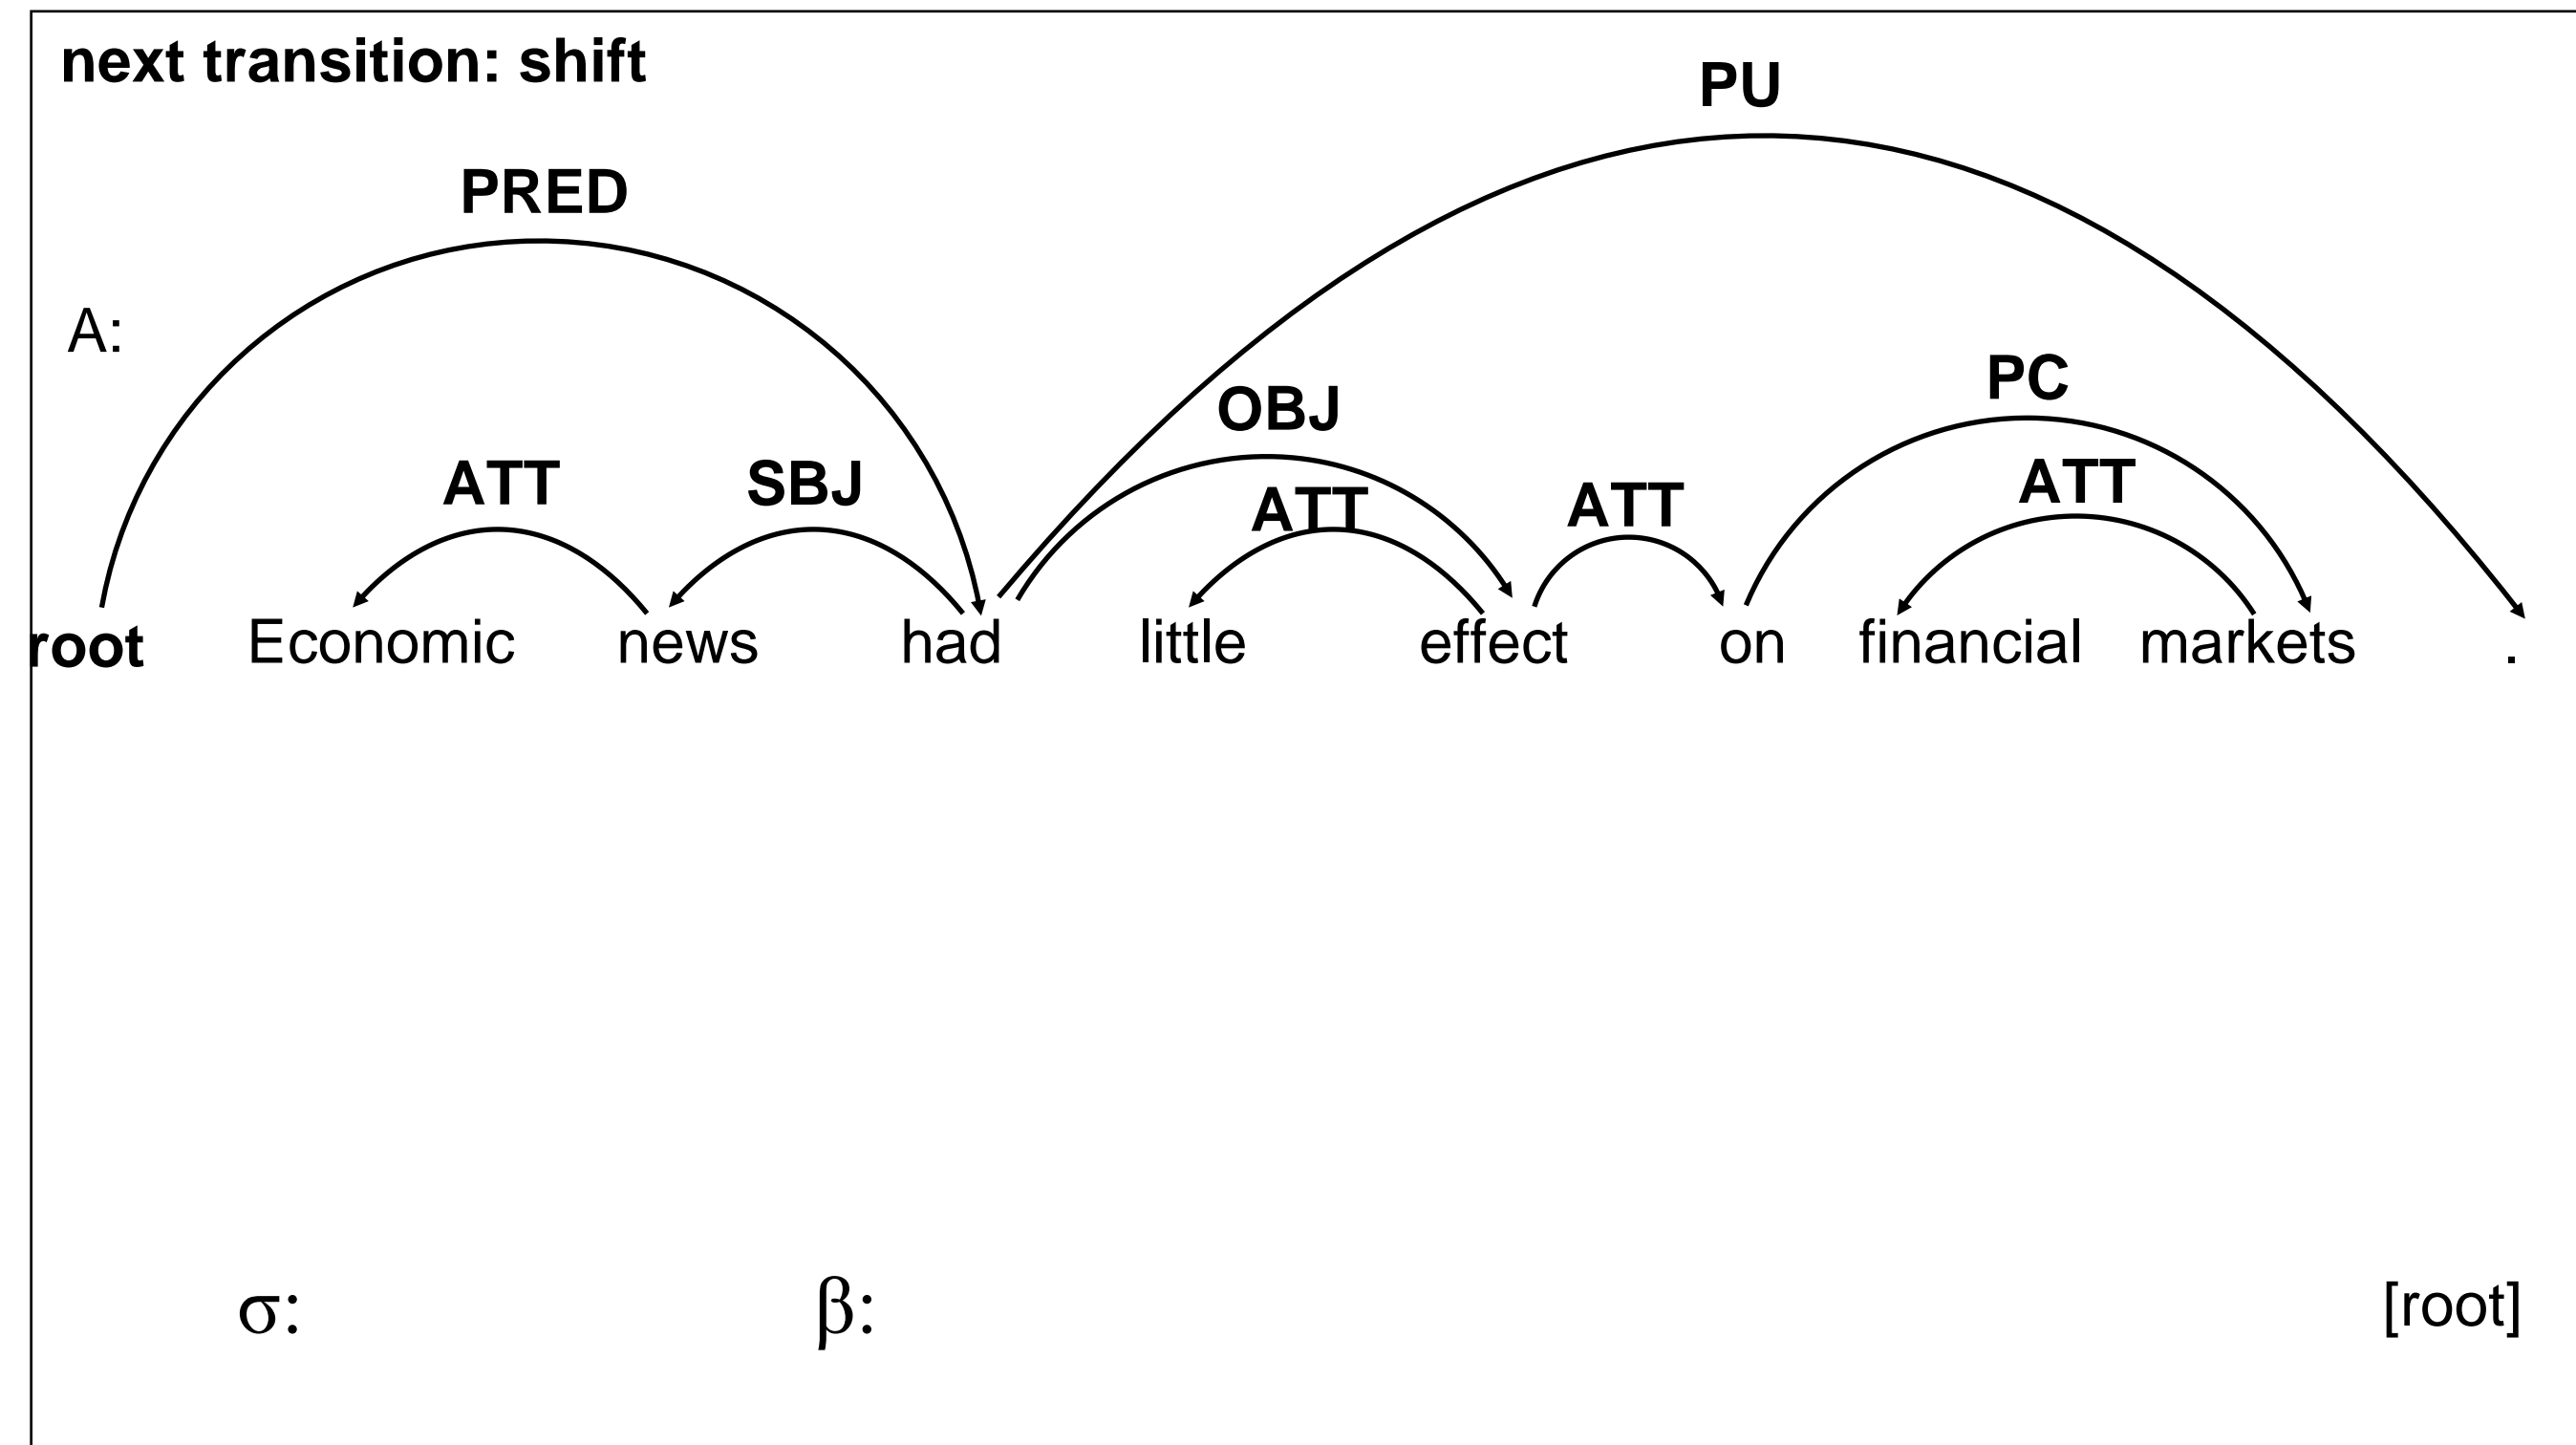 next transition: shift
PU
PRED
A:
PC
OBJ
ATT SBJ ATT ATT ATT
root Economic news had little effect on financial markets .
σ: β: [root]